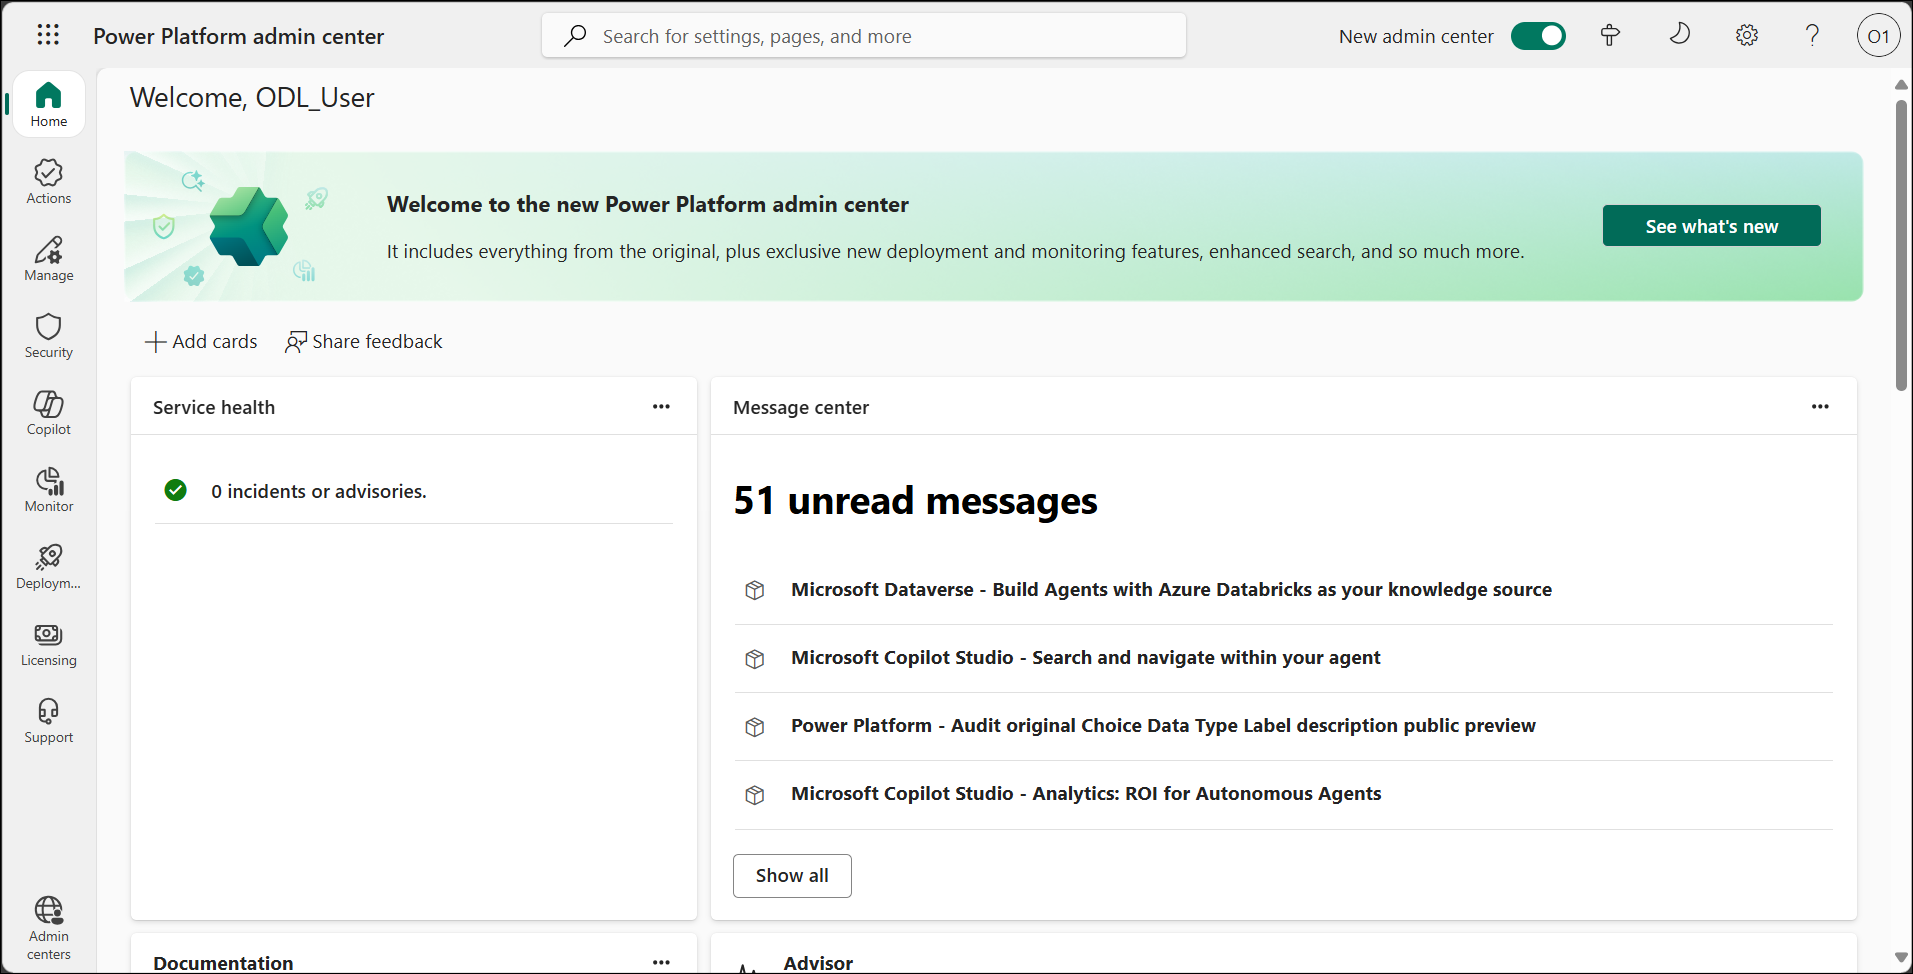 Power Platform admin center
Search for settings, pages, and more
New admin center
O1
Home
Actions
Manage
Security
Copilot
Monitor
Deploym...
Licensing
Support
Admin
centers
Welcome, ODL_User
Welcome to the new Power Platform admin center
It includes everything from the original, plus exclusive new deployment and monitoring features, enhanced search, and so much more.
See what's new
Add cards
Share feedback
Service health
0 incidents or advisories.
Message center
51 unread messages
Microsoft Dataverse - Build Agents with Azure Databricks as your knowledge source
Microsoft Copilot Studio - Search and navigate within your agent
Power Platform - Audit original Choice Data Type Label description public preview
Microsoft Copilot Studio - Analytics: ROI for Autonomous Agents
Show all
Documentation
Advisor